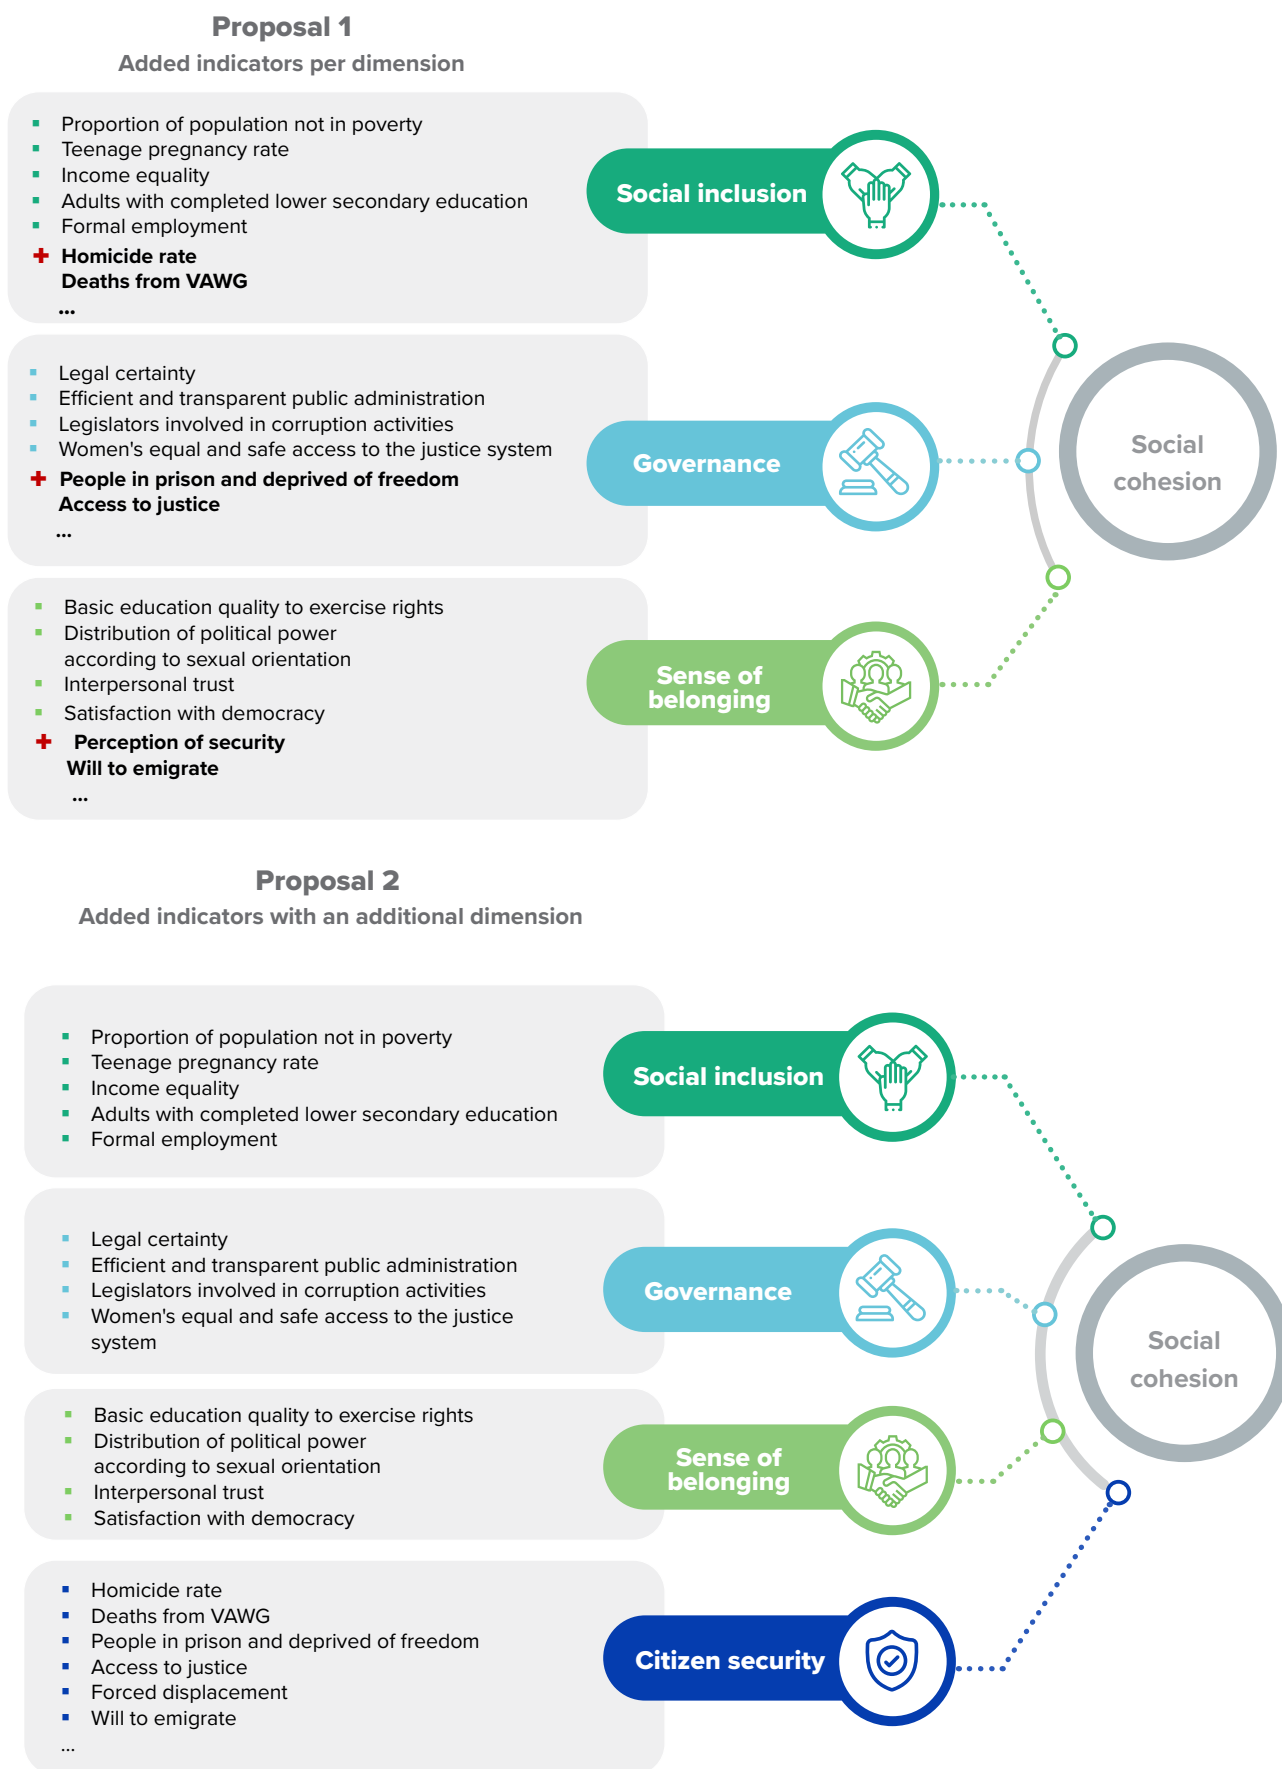 Proposal 1
Added indicators per dimension
Proportion of population not in poverty
Teenage pregnancy rate
Income equality
Adults with completed lower secondary education
Formal employment
Homicide rate
Deaths from VAWG
...
Social inclusion
Legal certainty
Efficient and transparent public administration
Legislators involved in corruption activities
Women's equal and safe access to the justice system
People in prison and deprived of freedom
Access to justice
...
Governance
Basic education quality to exercise rights
Distribution of political power
according to sexual orientation
Interpersonal trust
Satisfaction with democracy
Perception of security
Will to emigrate
...
Sense of
belonging
Social
cohesion
Proposal 2
Added indicators with an additional dimension
Proportion of population not in poverty
Teenage pregnancy rate
Income equality
Adults with completed lower secondary education
Formal employment
Social inclusion
Legal certainty
Efficient and transparent public administration
Legislators involved in corruption activities
Women's equal and safe access to the justice
system
Governance
Basic education quality to exercise rights
Distribution of political power
according to sexual orientation
Interpersonal trust
Satisfaction with democracy
Sense of
belonging
Homicide rate
Deaths from VAWG
People in prison and deprived of freedom
Access to justice
Forced displacement
Will to emigrate
...
Citizen security
Social
cohesion